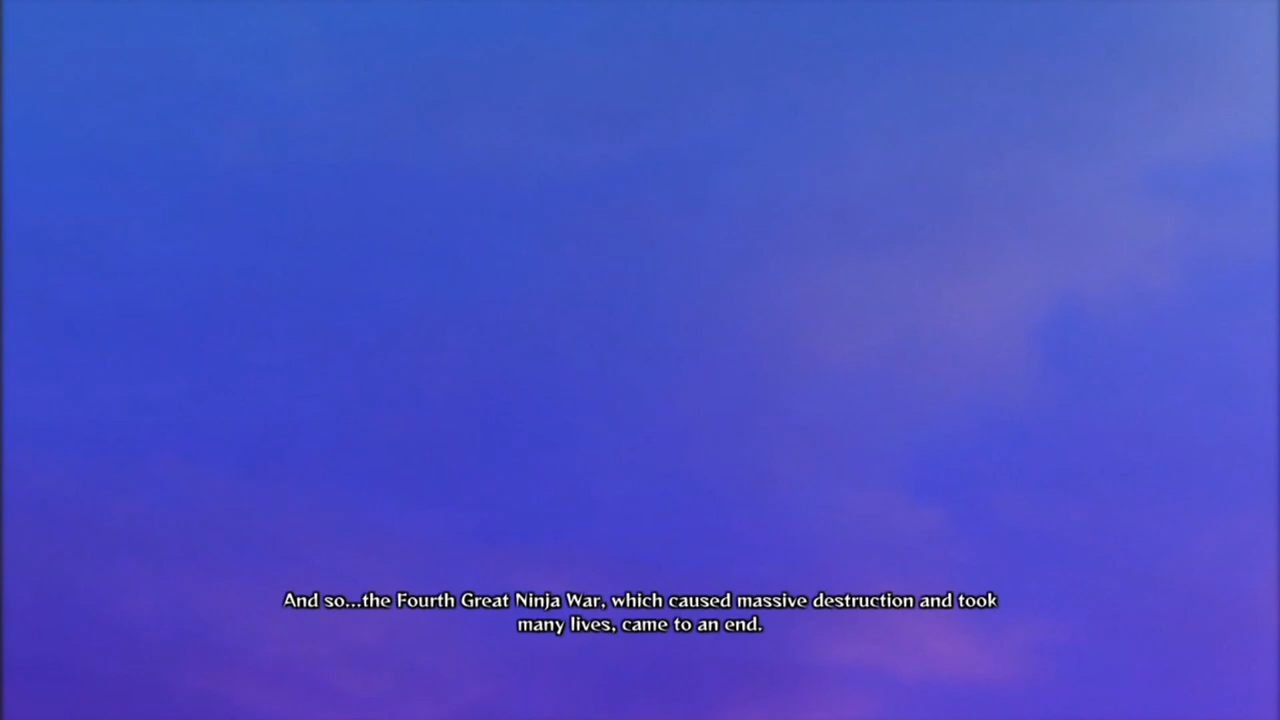 And so...the Fourth Great Ninja War, which caused massive destruction and took
many lives, came to an end.